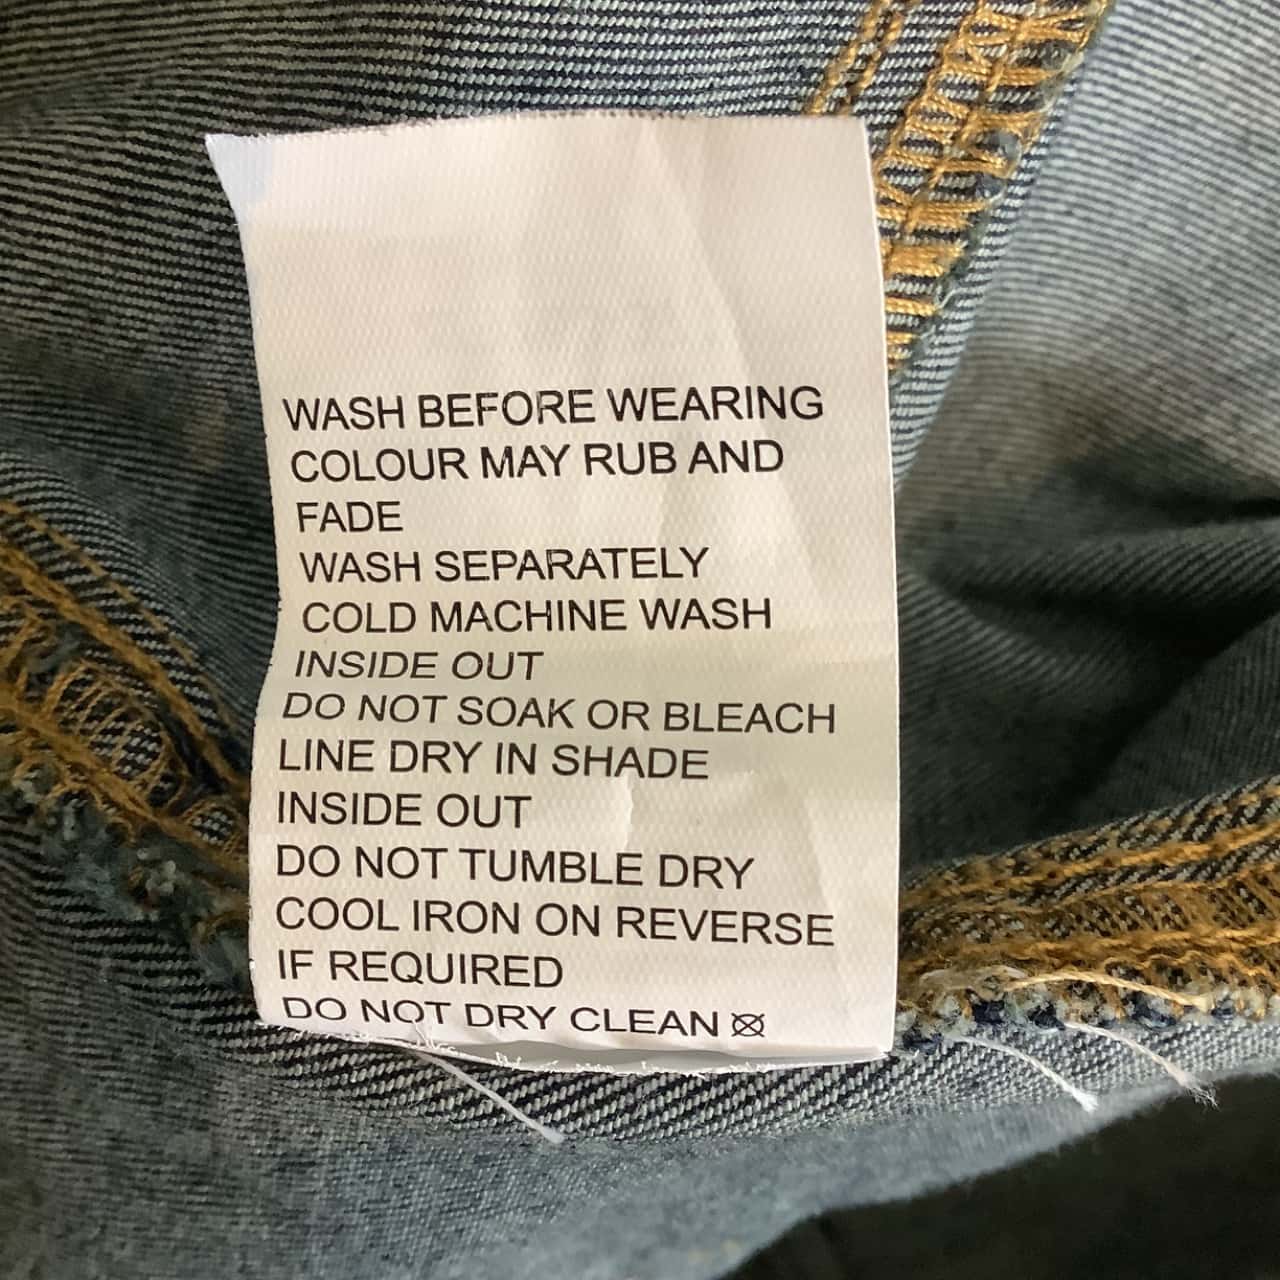 WASH BEFORE WEARING
COLOUR MAY RUB AND
FADE
WASH SEPARATELY
COLD MACHINE WASH
INSIDE OUT
DO NOT SOAK OR BLEACH
LINE DRY IN SHADE
INSIDE OUT
DO NOT TUMBLE DRY
COOL IRON ON REVERSE
IF REQUIRED
DO NOT DRY CLEAN